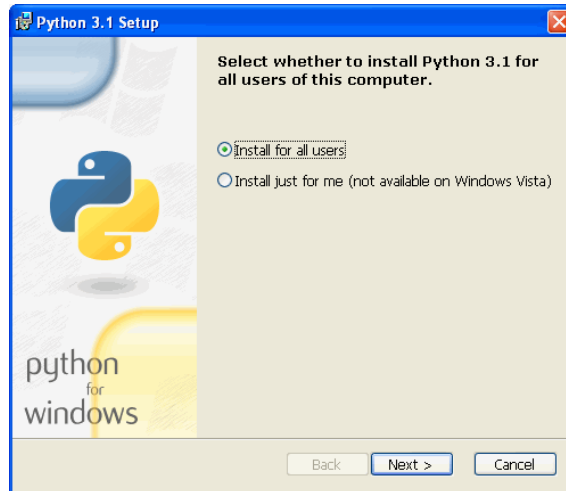 Python 3.1 Setup
Select whether to install Python 3.1 for
all users of this computer.
Install for all users
Install just for me (not available on Windows Vista)
python
for
windows
Back
Next >
Cancel